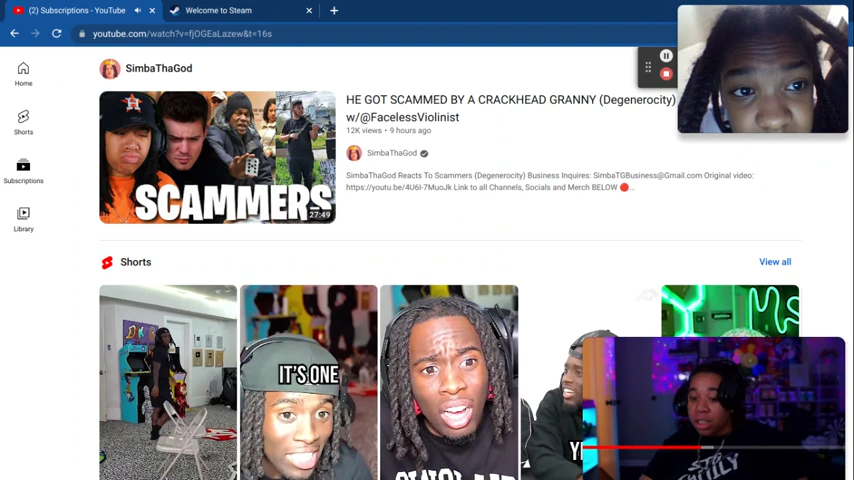 (2) Subscriptions - YouTube
Welcome to Steam
youtube.com/watch?v=fjOGEaLazew&t=16s
Home
Shorts
Subscriptions
Library
SimbaThaGod
SCAMMERS
27:49
HE GOT SCAMMED BY A CRACKHEAD GRANNY (Degenerocity)
w/@FacelessViolinist
12K views • 9 hours ago
SimbaThaGod
SimbaThaGod Reacts To Scammers (Degenerocity) Business Inquires: SimbaTGBusiness@Gmail.com Original video:
https://youtu.be/4U6l-7MuoJk Link to all Channels, Socials and Merch BELOW 🔴...
Shorts
View all
IT'S ONE